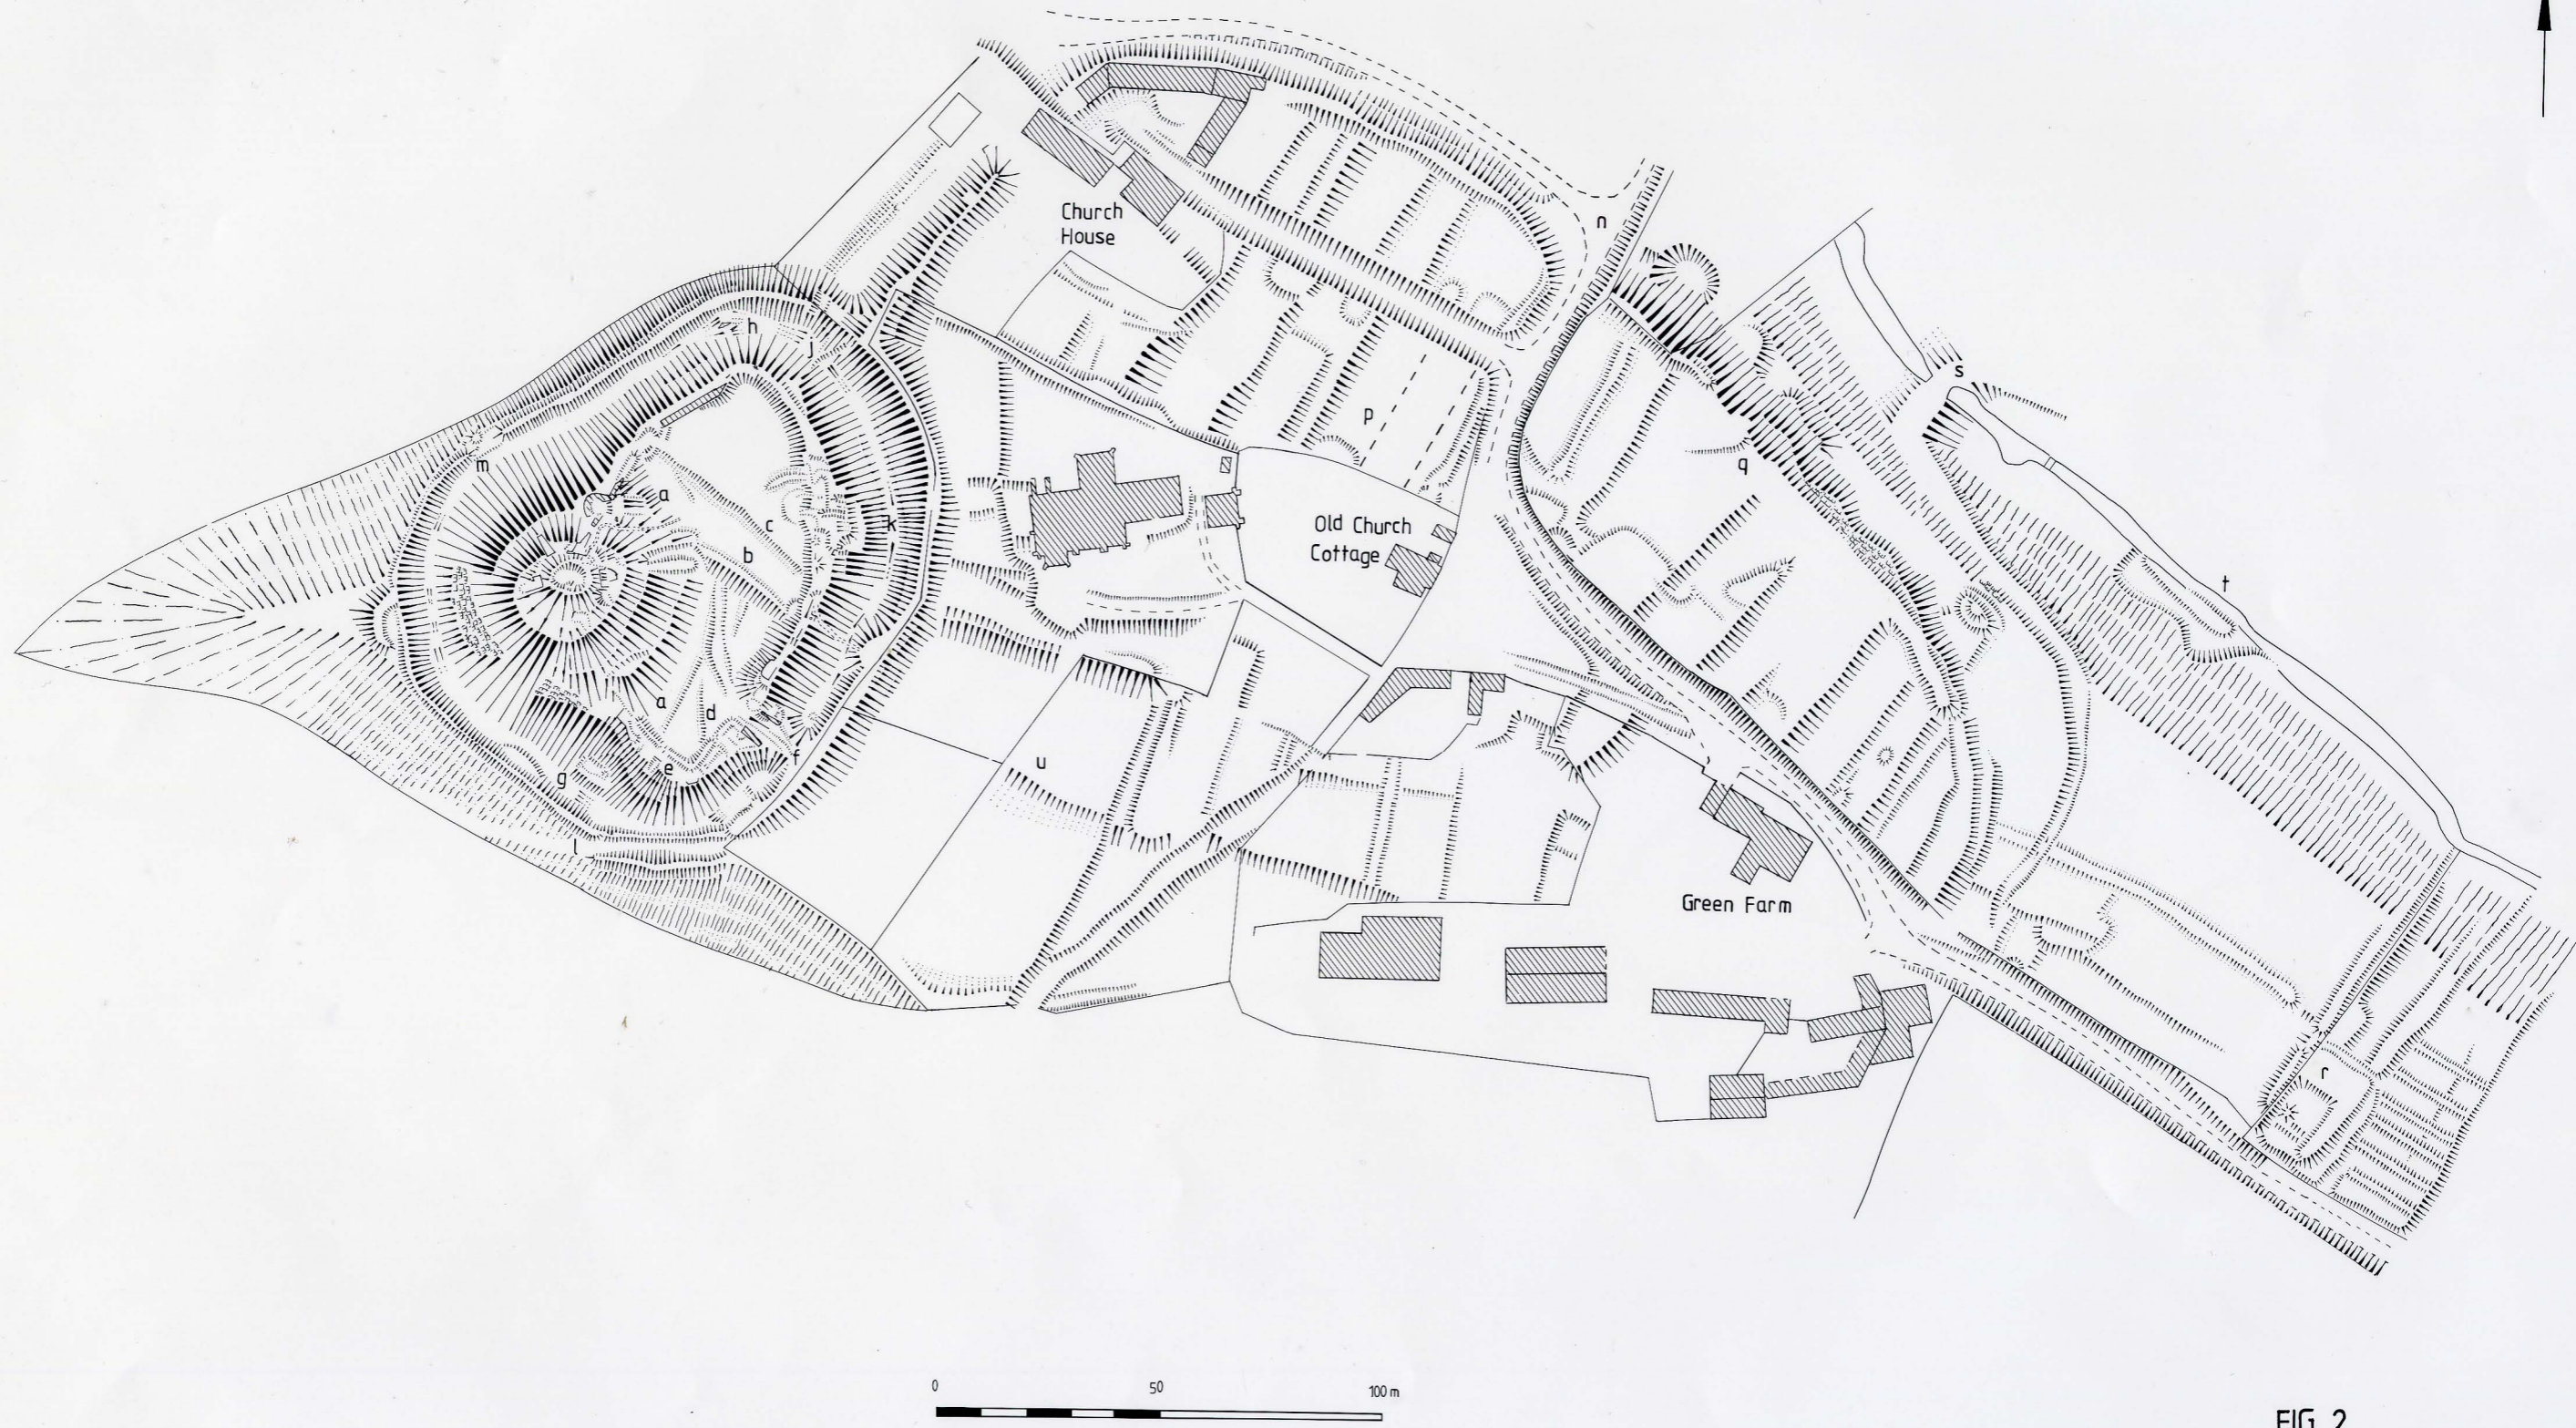 n
Church
House
h
j
s
p
m
q
a
c
k
Old Church
Cottage
b
t
a
d
f
u
e
g
l
Green Farm
r
0 50 100 m
FIG. 2